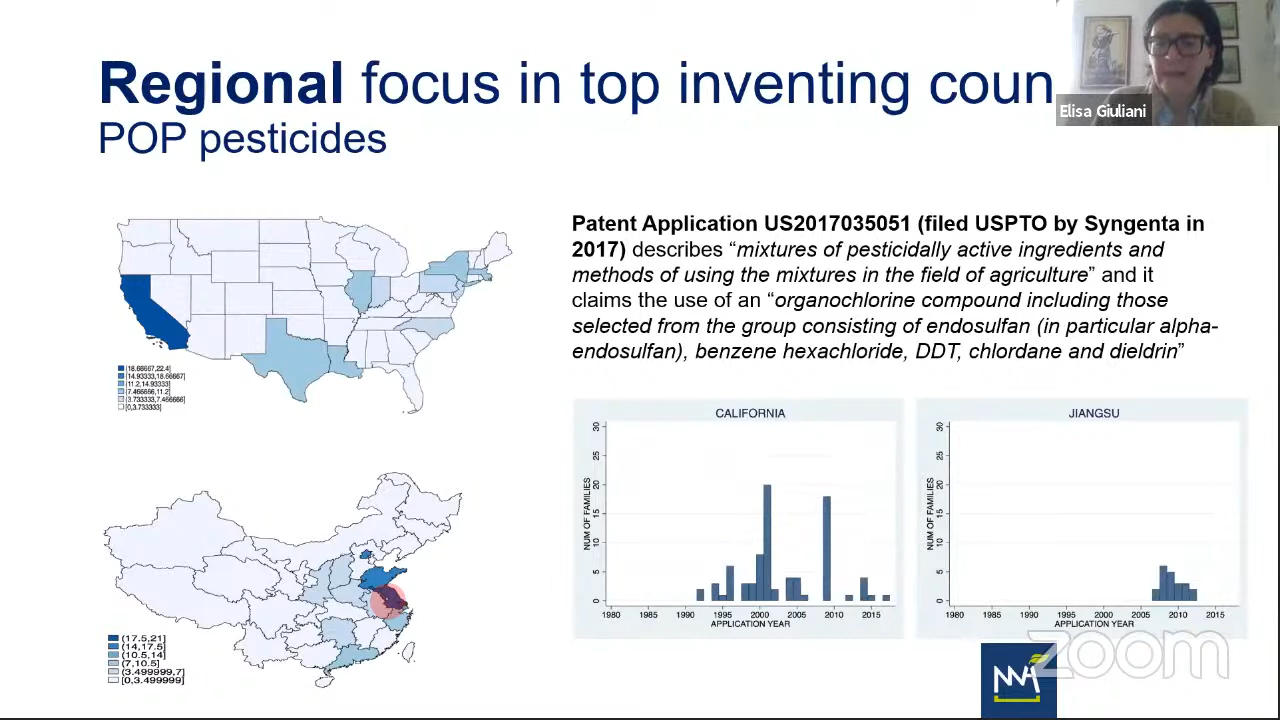 Regional focus in top inventing coun
POP pesticides
Elisa Giuliani
Patent Application US2017035051 (filed USPTO by Syngenta in
2017) describes “mixtures of pesticidally active ingredients and
methods of using the mixtures in the field of agriculture” and it
claims the use of an “organochlorine compound including those
selected from the group consisting of endosulfan (in particular alpha-
endosulfan), benzene hexachloride, DDT, chlordane and dieldrin”
(18.66667,22.4]
(14.93333,18.66667]
(11.2,14.93333]
(7.466666,11.2]
(3.733333,7.466666]
[0,3.733333]
(17.5,21]
(14,17.5]
(10.5,14]
(7,10.5]
(3.499999,7]
[0,3.499999]
CALIFORNIA
NUM OF FAMILIES
30
25
20
15
10
5
0
1980 1985 1990 1995 2000 2005 2010 2015
APPLICATION YEAR
JIANGSU
NUM OF FAMILIES
30
25
20
15
10
5
0
1980 1985 1990 1995 2000 2005 2010 2015
APPLICATION YEAR
zoom